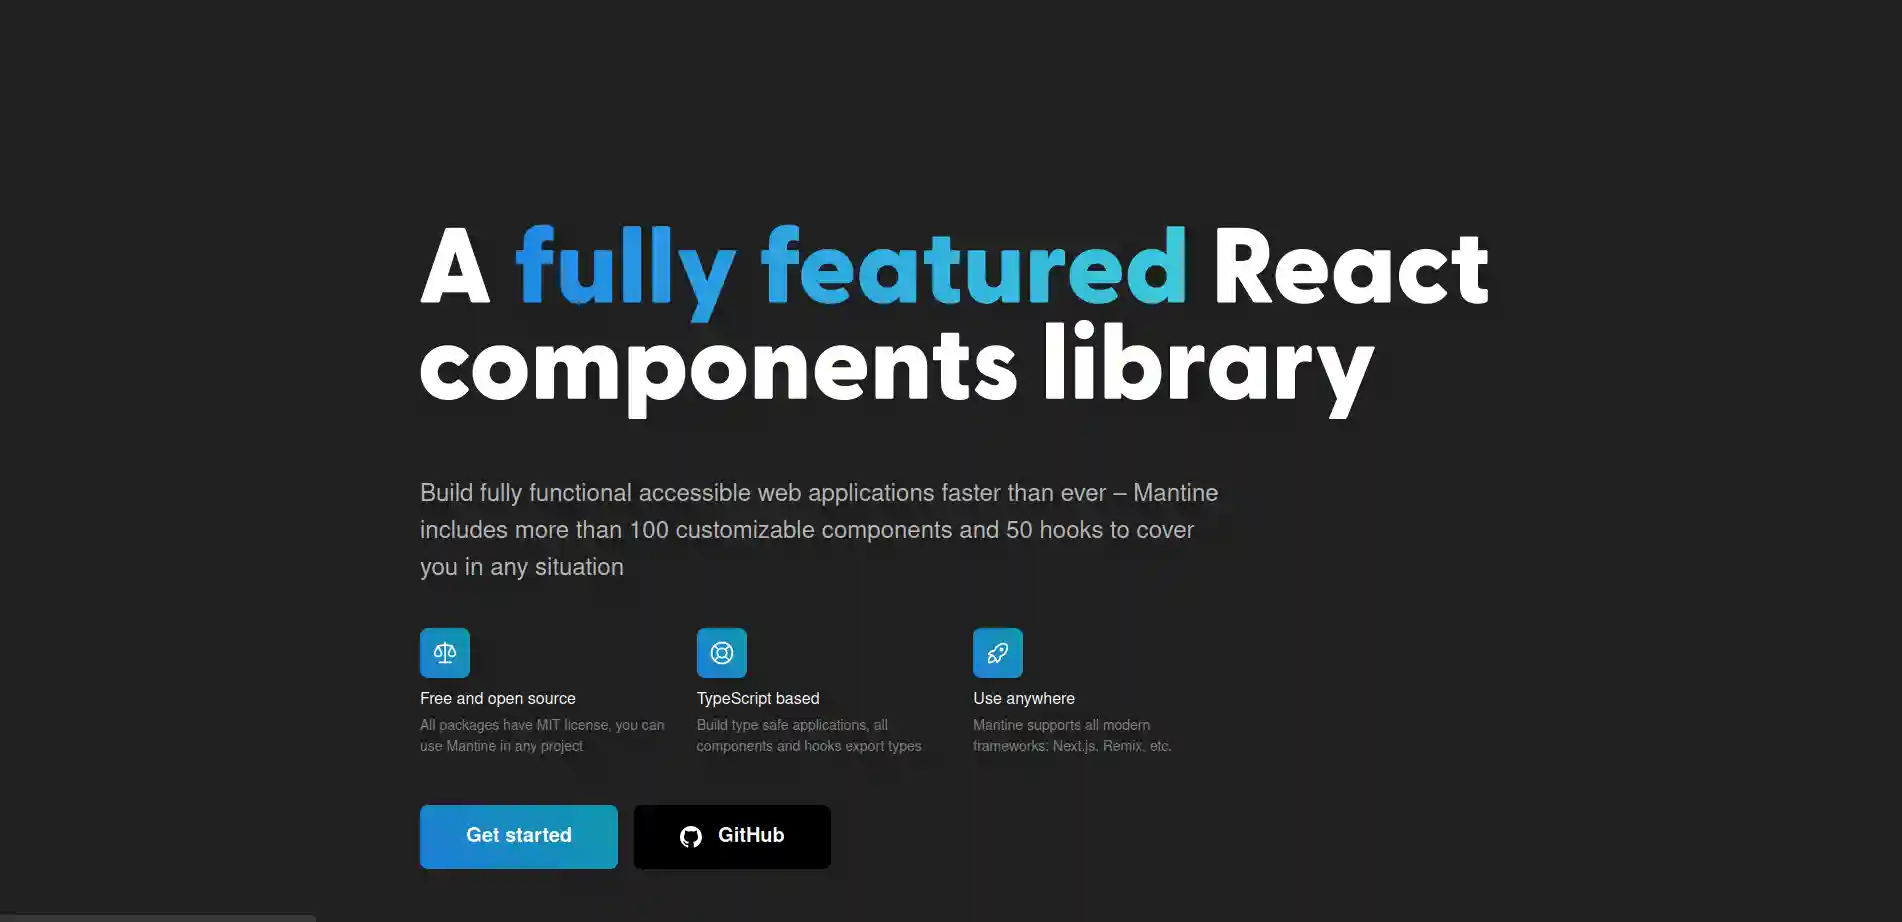 A fully featured React
components library
Build fully functional accessible web applications faster than ever – Mantine
includes more than 100 customizable components and 50 hooks to cover
you in any situation
Free and open source
All packages have MIT license, you can
use Mantine in any project
TypeScript based
Build type safe applications, all
components and hooks export types
Use anywhere
Mantine supports all modern
frameworks: Next.js, Remix, etc.
Get started
GitHub